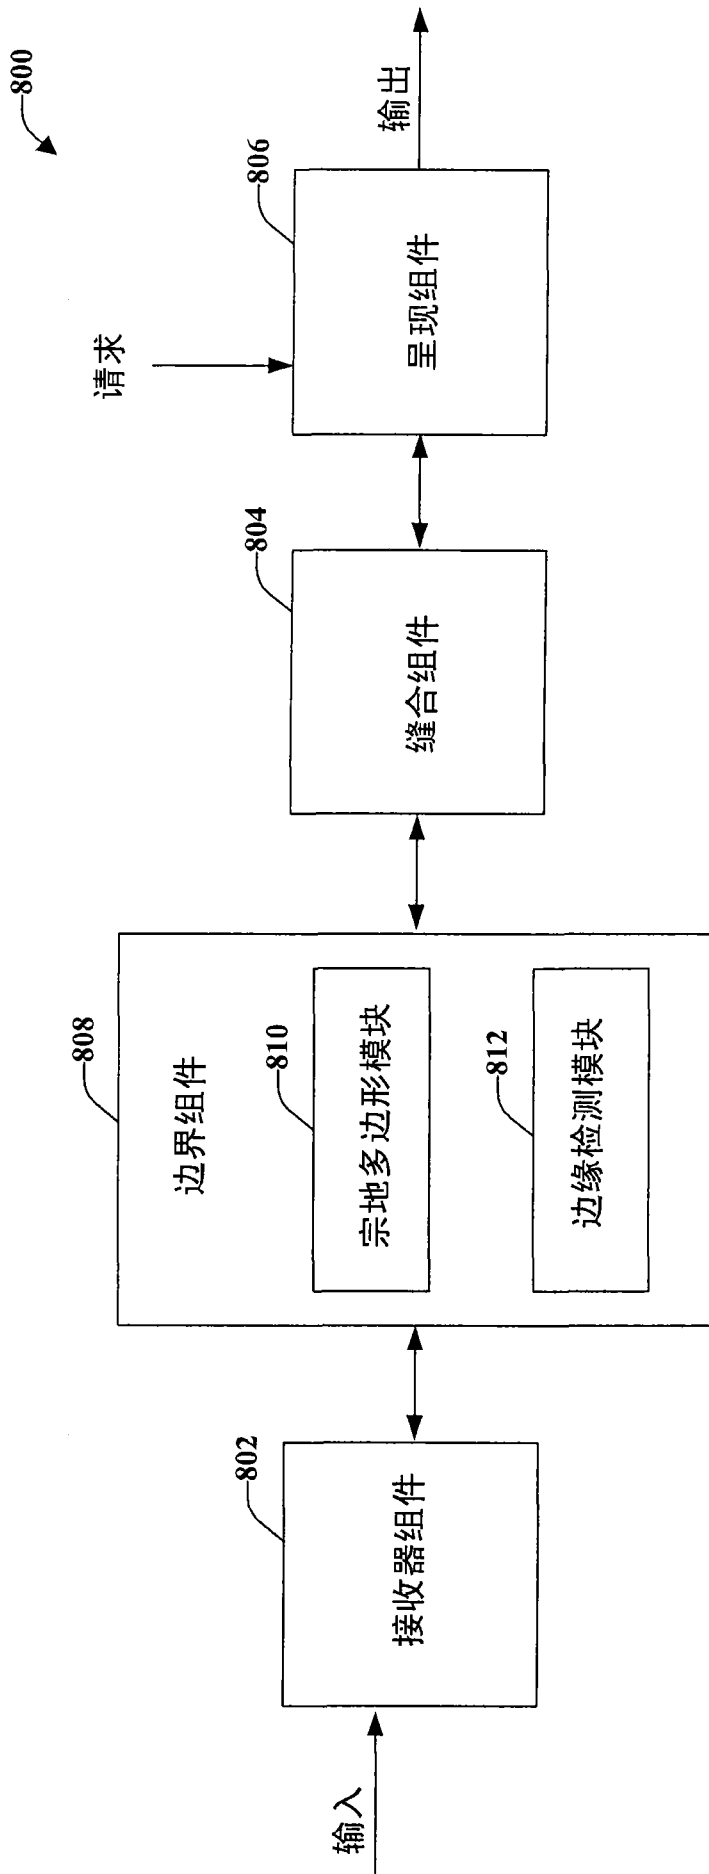 800
输入
802
接收器组件
808
边界组件
810
宗地多边形模块
812
边缘检测模块
804
缝合组件
请求
806
呈现组件
输出